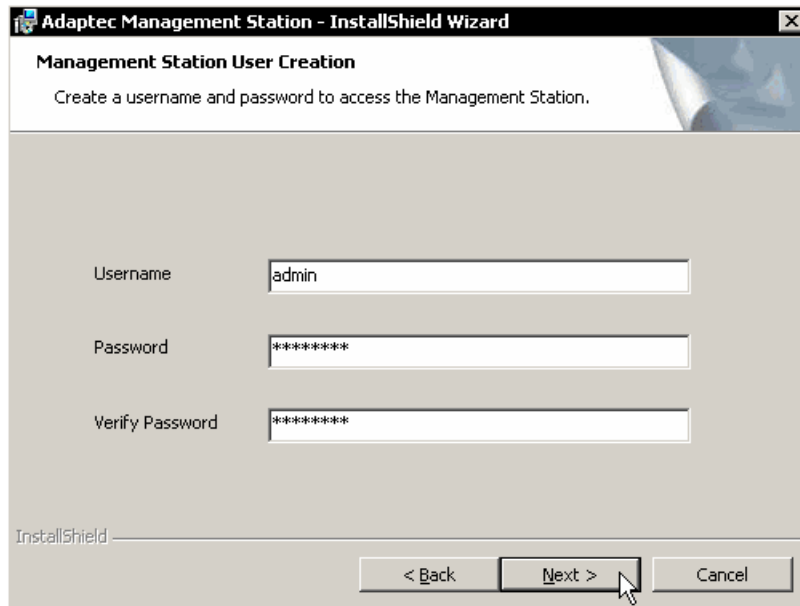 Adaptec Management Station - InstallShield Wizard
Management Station User Creation
Create a username and password to access the Management Station.
Username
admin
Password
********
Verify Password
********
InstallShield
< Back
Next >
Cancel